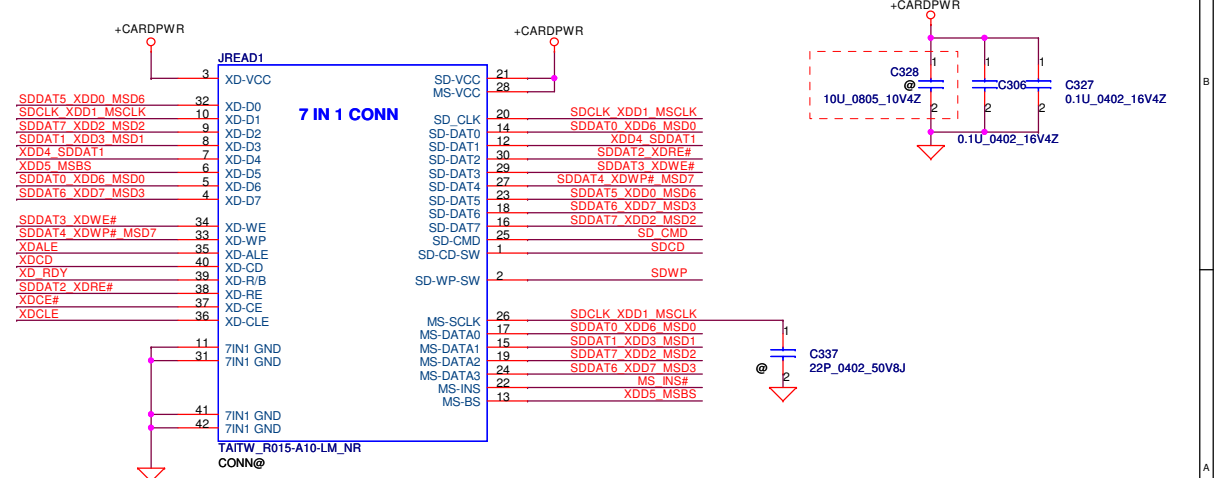 +CARDPWR
+CARDPWR
+CARDPWR
JREAD1
7 IN 1 CONN
3 XD-VCC
SDDAT5_XDD0_MSD6 32 XD-D0
SDCLK_XDD1_MSCLK 10 XD-D1
SDDAT7_XDD2_MSD2 9 XD-D2
SDDAT1_XDD3_MSD1 8 XD-D3
XDD4_SDDAT1 7 XD-D4
XDD5_MSBS 6 XD-D5
SDDAT0_XDD6_MSD0 5 XD-D6
SDDAT6_XDD7_MSD3 4 XD-D7
SDDAT3_XDWE# 34 XD-WE
SDDAT4_XDWP#_MSD7 33 XD-WP
XDALE 35 XD-ALE
XDCD 40 XD-CD
XD_RDY 39 XD-R/B
SDDAT2_XDRE# 38 XD-RE
XDCE# 37 XD-CE
XDCLE 36 XD-CLE
11 7IN1 GND
31 7IN1 GND
41 7IN1 GND
42 7IN1 GND
SD-VCC 21
MS-VCC 28
SD_CLK 20 SDCLK_XDD1_MSCLK
SD-DAT0 14 SDDAT0_XDD6_MSD0
SD-DAT1 12 XDD4_SDDAT1
SD-DAT2 30 SDDAT2_XDRE#
SD-DAT3 29 SDDAT3_XDWE#
SD-DAT4 27 SDDAT4_XDWP#_MSD7
SD-DAT5 23 SDDAT5_XDD0_MSD6
SD-DAT6 18 SDDAT6_XDD7_MSD3
SD-DAT7 16 SDDAT7_XDD2_MSD2
SD-CMD 25 SD_CMD
SD-CD-SW 1 SDCD
SD-WP-SW 2 SDWP
MS-SCLK 26 SDCLK_XDD1_MSCLK
MS-DATA0 17 SDDAT0_XDD6_MSD0
MS-DATA1 15 SDDAT1_XDD3_MSD1
MS-DATA2 19 SDDAT7_XDD2_MSD2
MS-DATA3 24 SDDAT6_XDD7_MSD3
MS-INS 22 MS_INS#
MS-BS 13 XDD5_MSBS
TAITW_R015-A10-LM_NR
CONN@
1
C337
@
22P_0402_50V8J
2
1 1 1
C328
@
10U_0805_10V4Z
C306
C327
0.1U_0402_16V4Z
2 2 2
0.1U_0402_16V4Z
B
A